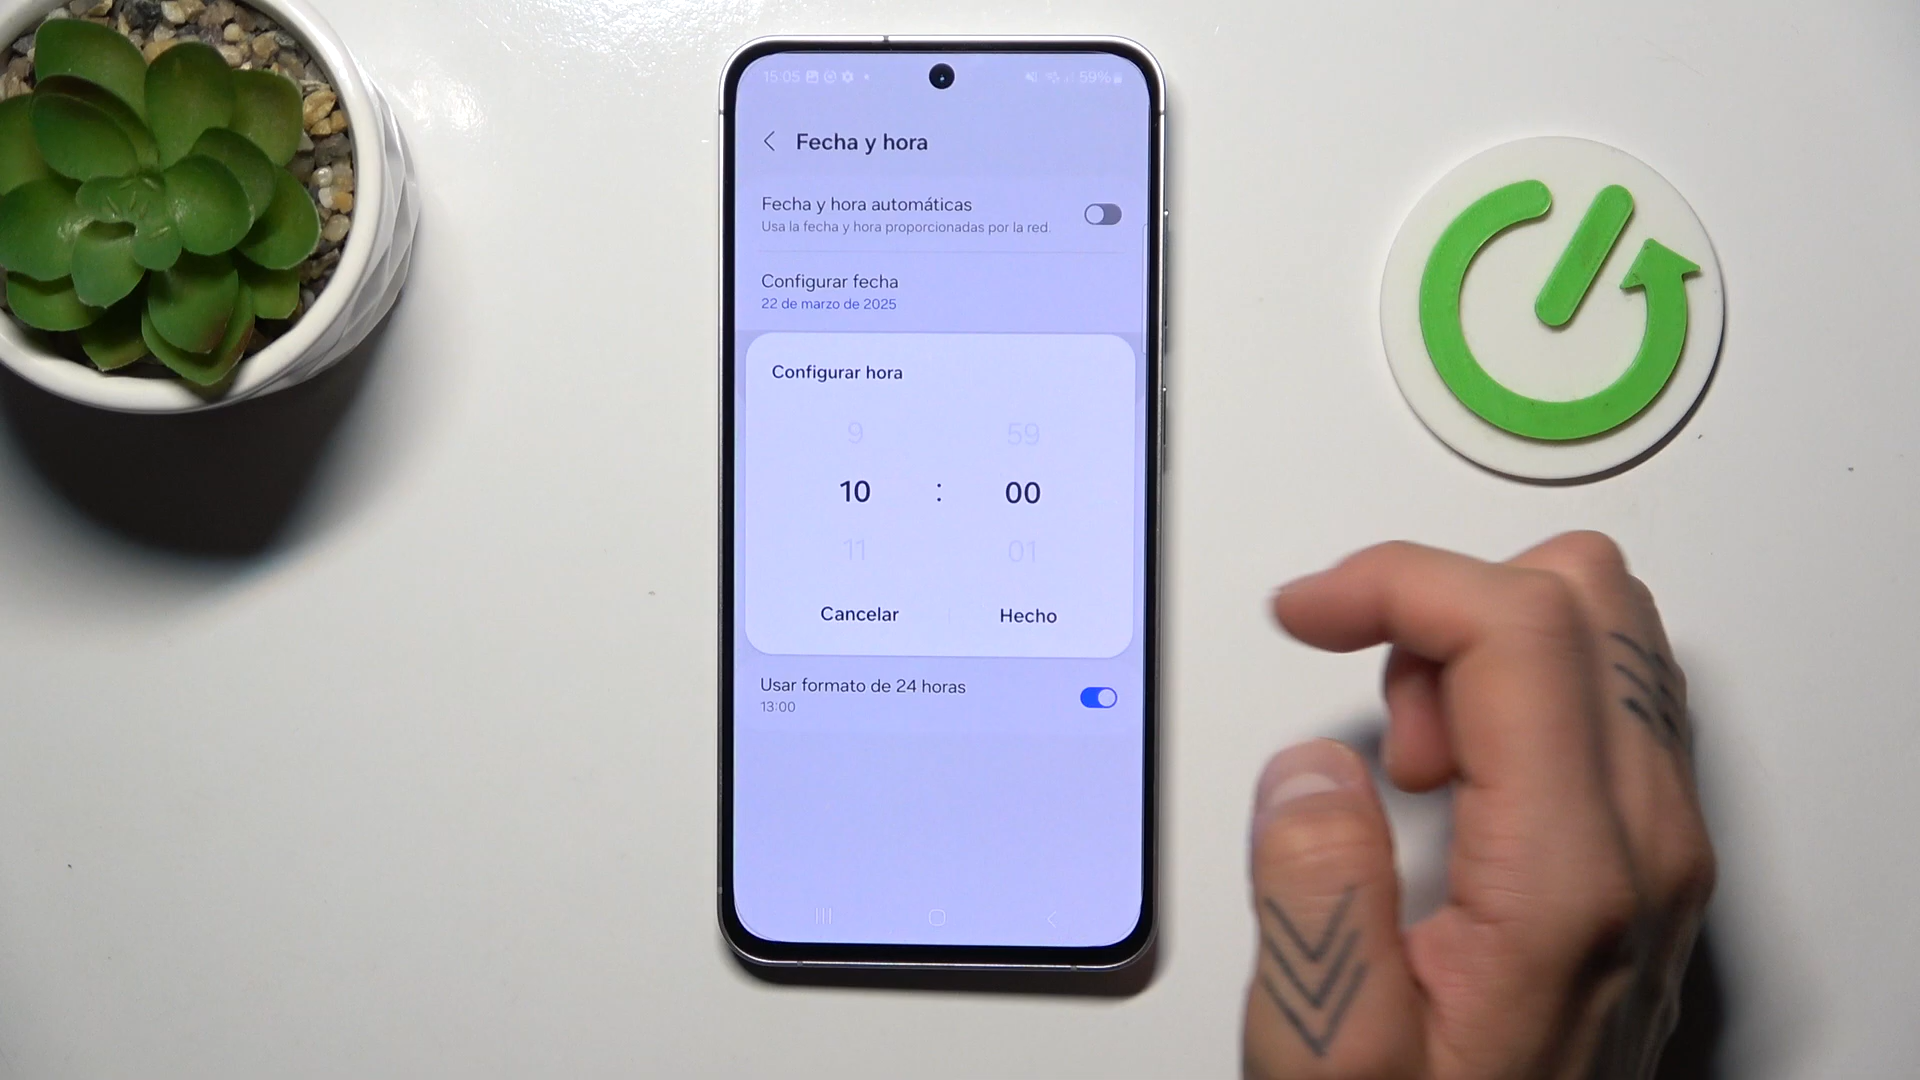 15:05 59%
Fecha y hora
Fecha y hora automáticas
Usa la fecha y hora proporcionadas por la red.
Configurar fecha
22 de marzo de 2025
Configurar hora
9 59
10 : 00
11 01
Cancelar Hecho
Usar formato de 24 horas
13:00